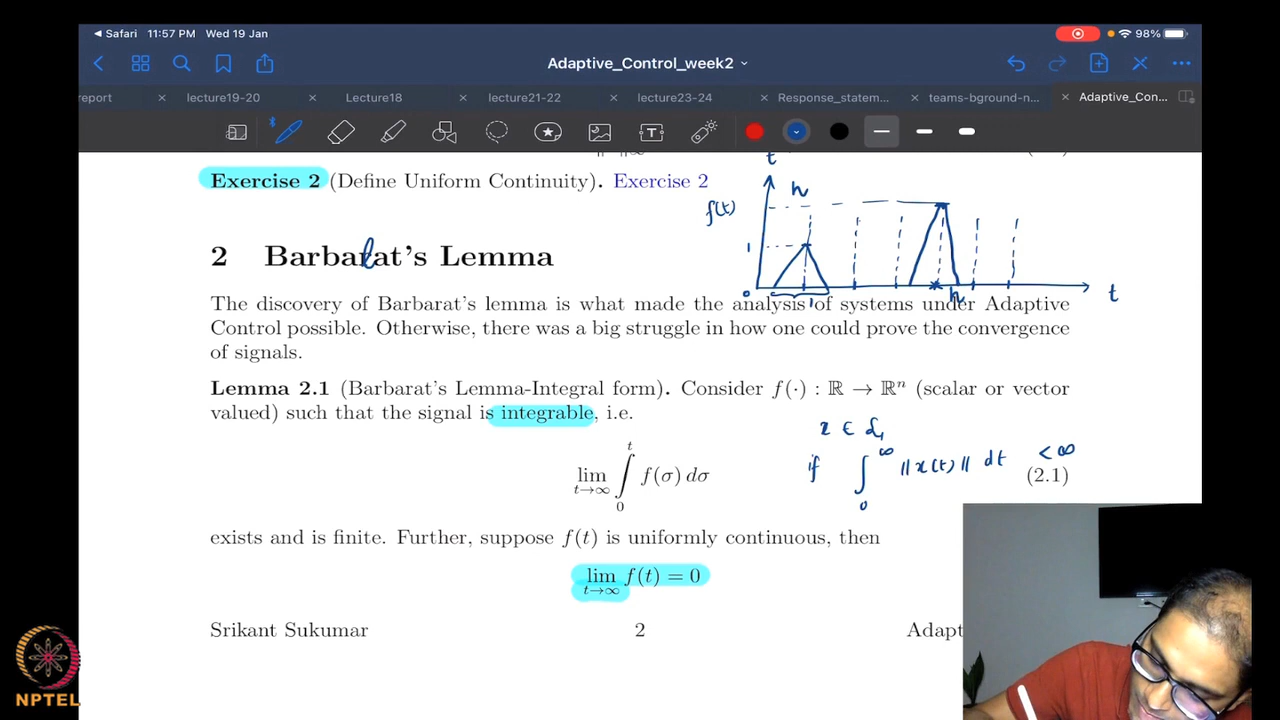 Safari 11:57 PM Wed 19 Jan 98%
Adaptive_Control_week2
report lecture19-20 Lecture18 lecture21-22 lecture23-24 Response_statem... teams-bground-n... Adaptive_Con...
Exercise 2 (Define Uniform Continuity). Exercise 2
t
n
f(t)
1
0
1
n
t
2 Barbalat's Lemma
The discovery of Barbarat's lemma is what made the analysis of systems under Adaptive
Control possible. Otherwise, there was a big struggle in how one could prove the convergence
of signals.
Lemma 2.1 (Barbarat's Lemma-Integral form). Consider f(·) : ℝ → ℝⁿ (scalar or vector
valued) such that the signal is integrable, i.e.
x ∈ L₁
lim t→∞ ∫₀ᵗ f(σ) dσ (2.1)
if ∫₀^∞ ||x(t)|| dt < ∞
exists and is finite. Further, suppose f(t) is uniformly continuous, then
lim t→∞ f(t) = 0
Srikant Sukumar 2 Adapt
NPTEL